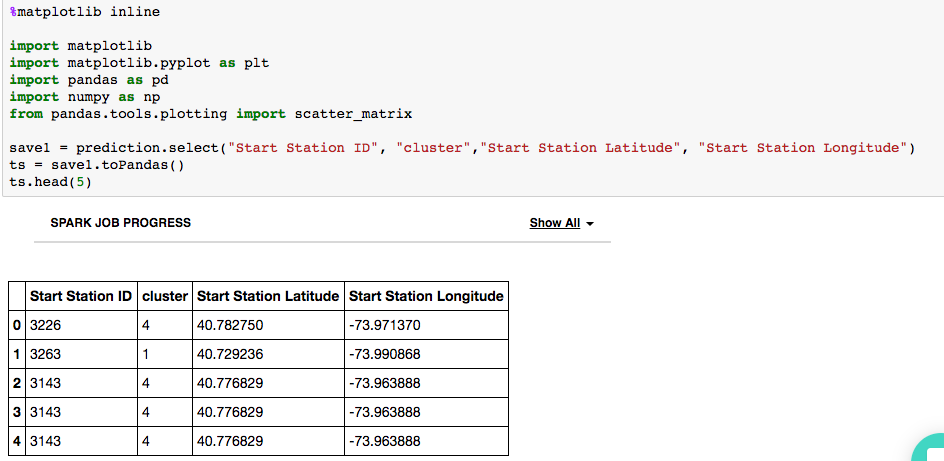 %matplotlib inline
import matplotlib
import matplotlib.pyplot as plt
import pandas as pd
import numpy as np
from pandas.tools.plotting import scatter_matrix
save1 = prediction.select("Start Station ID", "cluster","Start Station Latitude", "Start Station Longitude")
ts = save1.toPandas()
ts.head(5)
SPARK JOB PROGRESS Show All
Start Station ID cluster Start Station Latitude Start Station Longitude
0 3226 4 40.782750 -73.971370
1 3263 1 40.729236 -73.990868
2 3143 4 40.776829 -73.963888
3 3143 4 40.776829 -73.963888
4 3143 4 40.776829 -73.963888